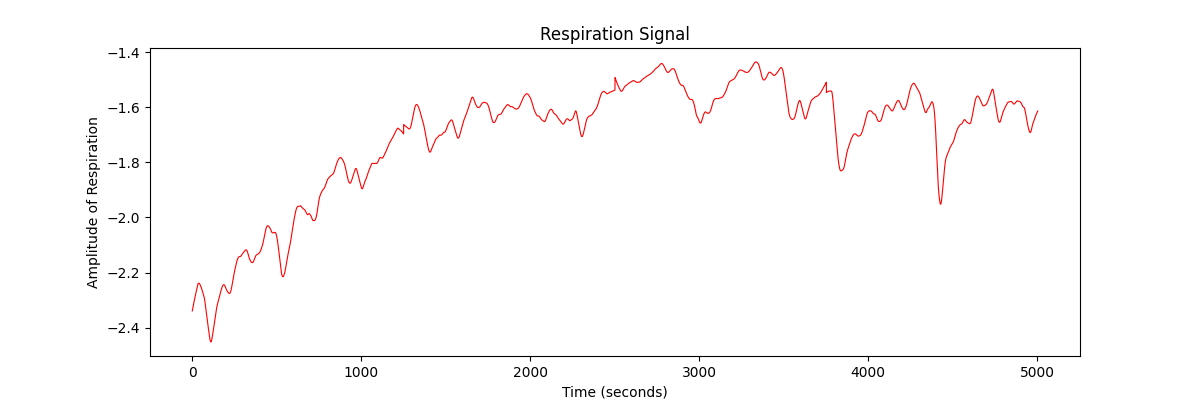 Respiration Signal
Amplitude of Respiration
−1.4
−1.6
−1.8
−2.0
−2.2
−2.4
0 1000 2000 3000 4000 5000
Time (seconds)